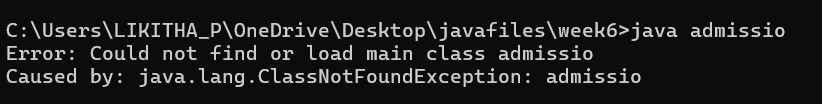 C:\Users\LIKITHA_P\OneDrive\Desktop\javafiles\week6>java admissio
Error: Could not find or load main class admissio
Caused by: java.lang.ClassNotFoundException: admissio